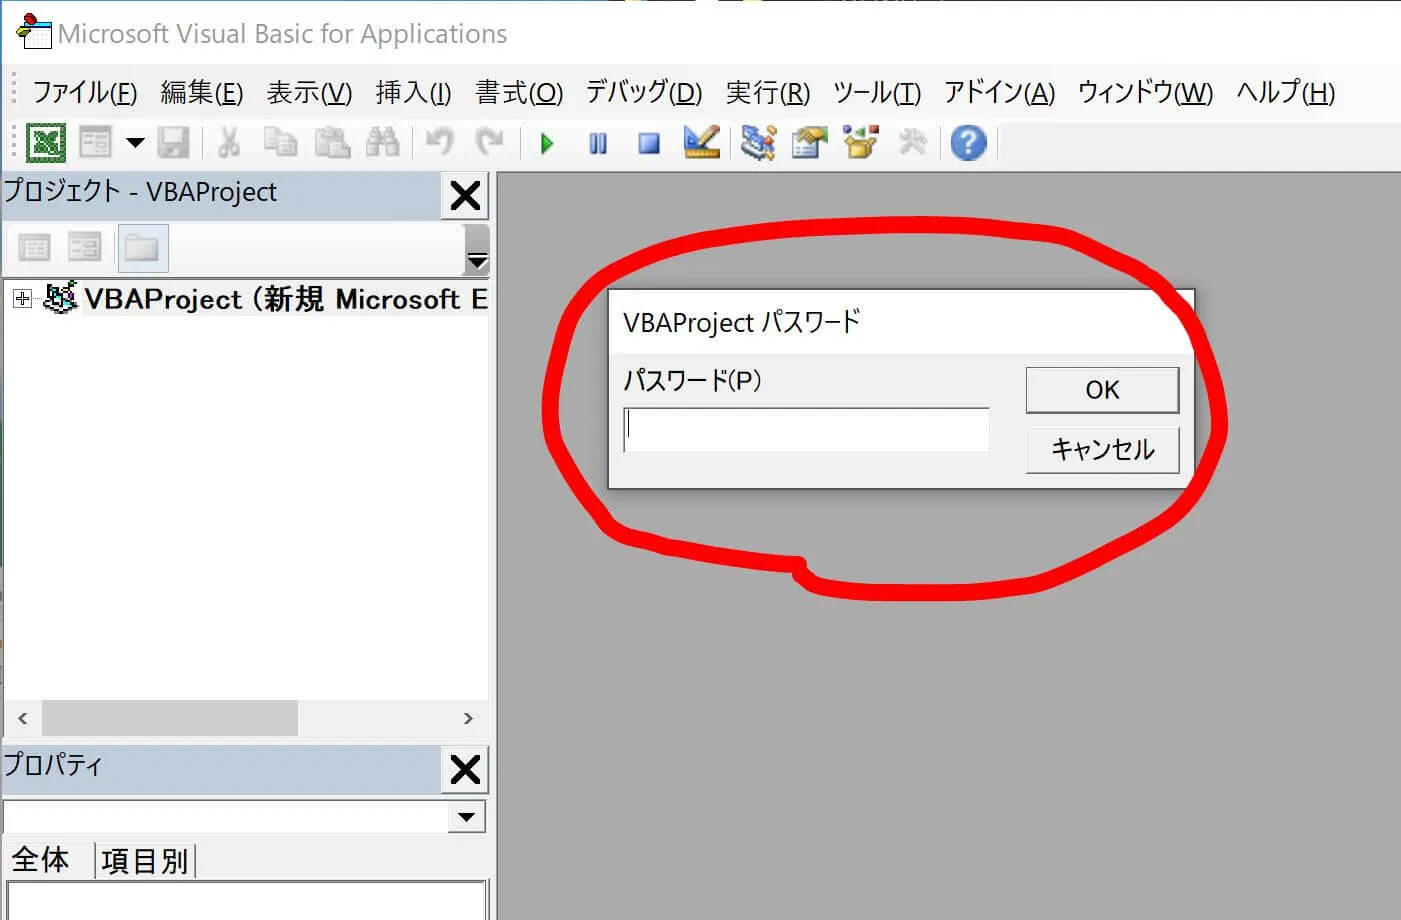 Microsoft Visual Basic for Applications
ファイル(F) 編集(E) 表示(V) 挿入(I) 書式(O) デバッグ(D) 実行(R) ツール(T) アドイン(A) ウィンドウ(W) ヘルプ(H)
プロジェクト - VBAProject
VBAProject (新規 Microsoft E
VBAProject パスワード
パスワード(P)
OK
キャンセル
プロパティ
全体 項目別